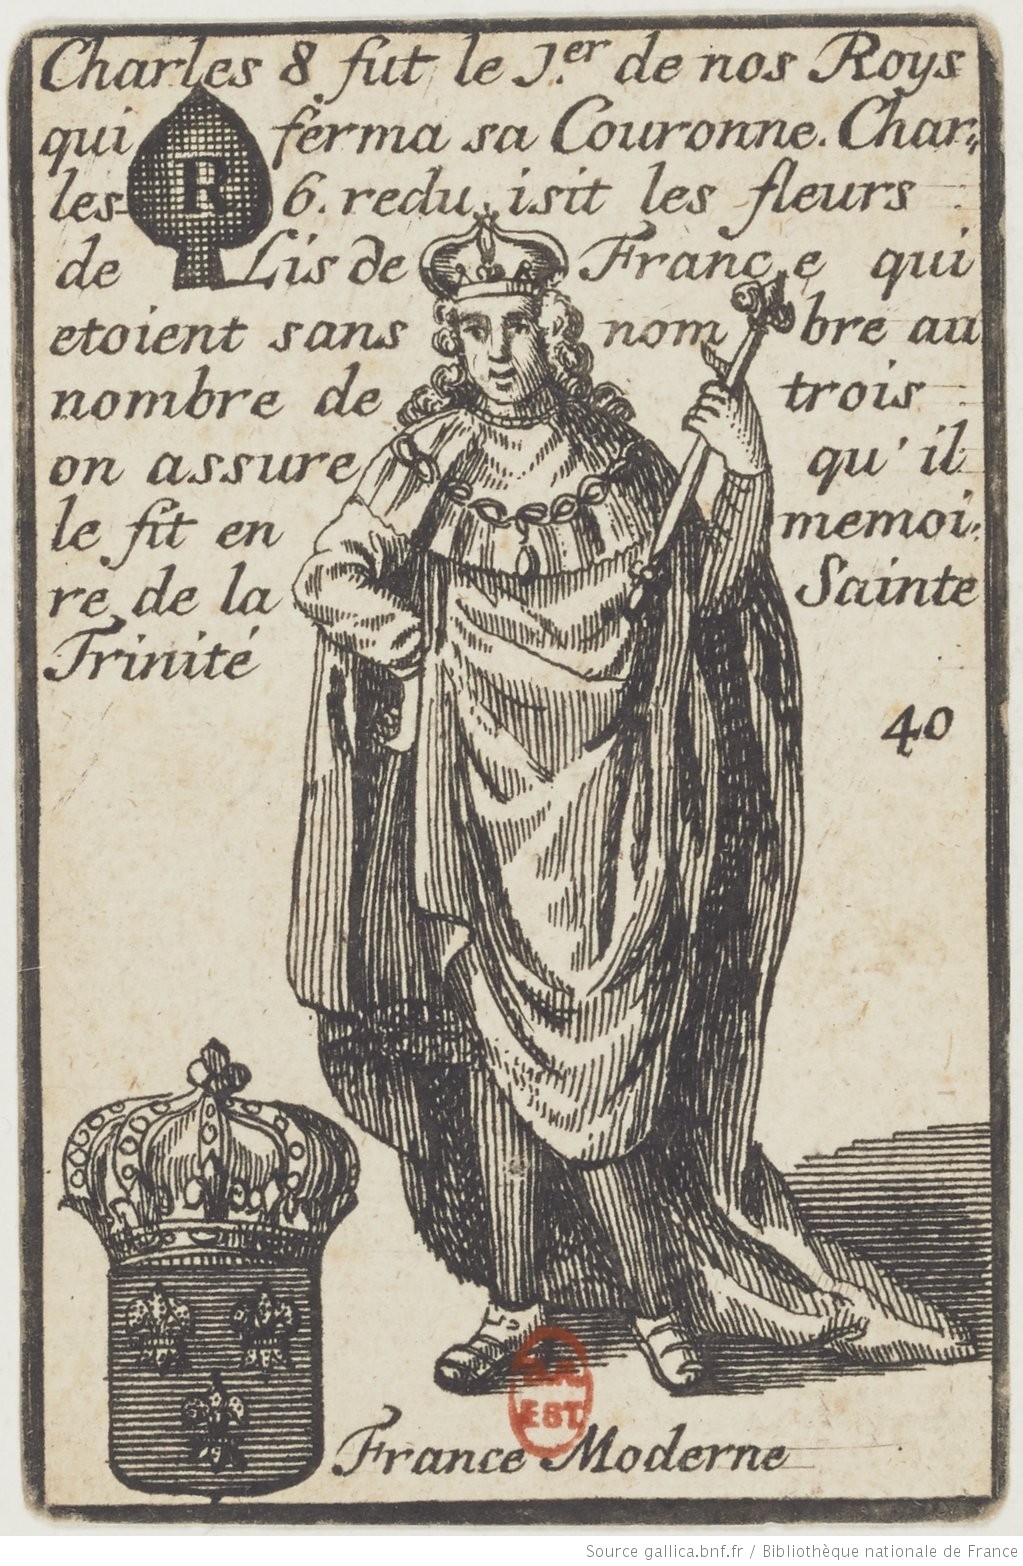 Charles 8. fut le 1.er de nos Roys
qui ferma sa Couronne. Char-
les R 6. redu isit les fleurs
de Lis de France qui
etoient sans nom bre au
nombre de trois
on assure qu'il
le fit en memoi-
re de la Sainte
Trinité
40
EST
France Moderne
Source gallica.bnf.fr / Bibliothèque nationale de France